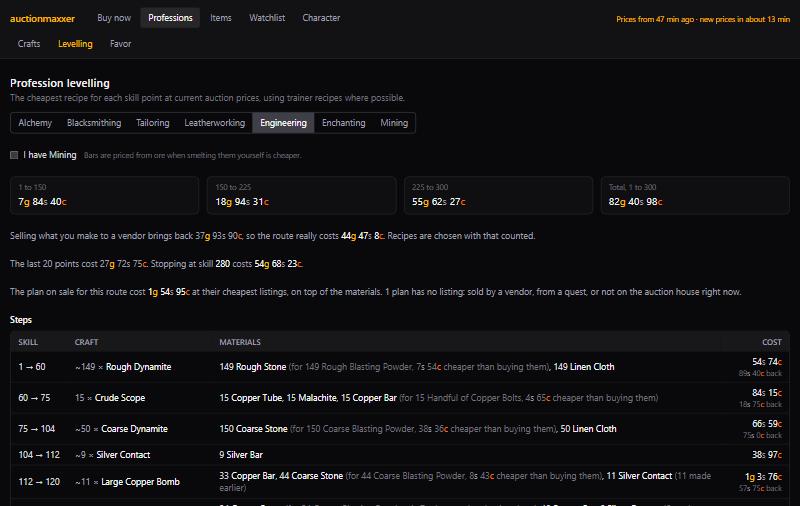 auctionmaxxer Buy now Professions Items Watchlist Character Prices from 47 min ago · new prices in about 13 min
Crafts Levelling Favor
Profession levelling
The cheapest recipe for each skill point at current auction prices, using trainer recipes where possible.
Alchemy Blacksmithing Tailoring Leatherworking Engineering Enchanting Mining
I have Mining Bars are priced from ore when smelting them yourself is cheaper.
1 to 150 150 to 225 225 to 300 Total, 1 to 300
7g 84s 40c 18g 94s 31c 55g 62s 27c 82g 40s 98c
Selling what you make to a vendor brings back 37g 93s 90c, so the route really costs 44g 47s 8c. Recipes are chosen with that counted.
The last 20 points cost 27g 72s 75c. Stopping at skill 280 costs 54g 68s 23c.
The plan on sale for this route cost 1g 54s 95c at their cheapest listings, on top of the materials. 1 plan has no listing: sold by a vendor, from a quest, or not on the auction house right now.
Steps
SKILL CRAFT MATERIALS COST
1 → 60 ~149 × Rough Dynamite 149 Rough Stone (for 149 Rough Blasting Powder, 7s 54c cheaper than buying them), 149 Linen Cloth 54s 74c
89s 40c back
60 → 75 15 × Crude Scope 15 Copper Tube, 15 Malachite, 15 Copper Bar (for 15 Handful of Copper Bolts, 4s 65c cheaper than buying them) 84s 15c
18s 75c back
75 → 104 ~50 × Coarse Dynamite 150 Coarse Stone (for 150 Coarse Blasting Powder, 38s 36c cheaper than buying them), 50 Linen Cloth 66s 59c
75s 0c back
104 → 112 ~9 × Silver Contact 9 Silver Bar 38s 97c
112 → 120 ~11 × Large Copper Bomb 33 Copper Bar, 44 Coarse Stone (for 44 Coarse Blasting Powder, 8s 43c cheaper than buying them), 11 Silver Contact (11 made earlier) 1g 3s 76c
57s 75c back